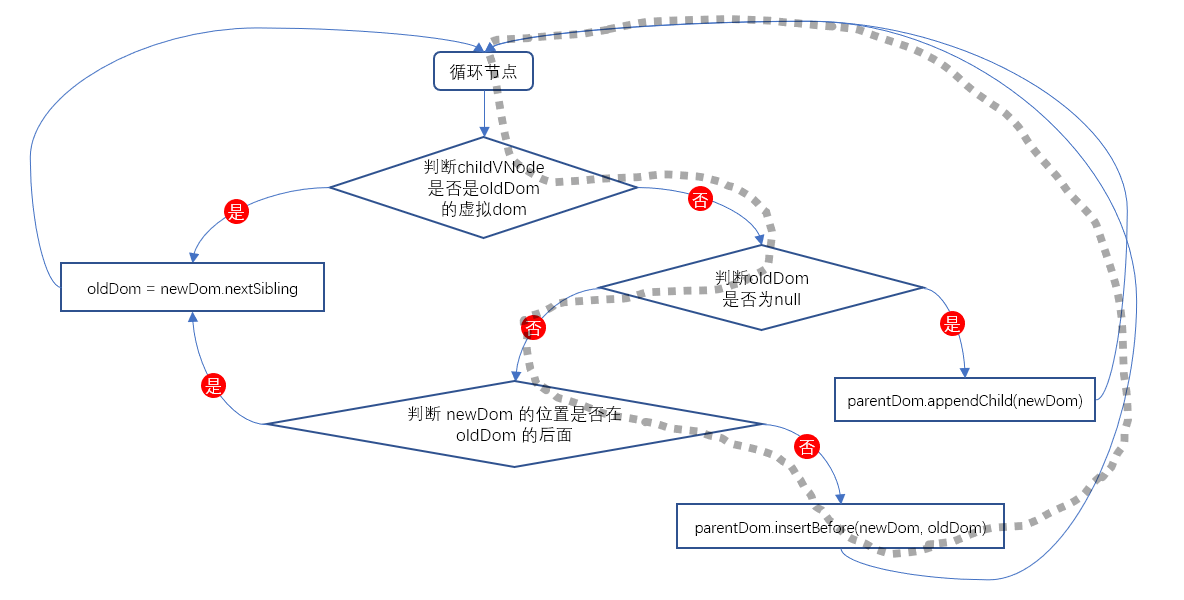 循环节点
判断childVNode
是否是oldDom
的虚拟dom
是
否
oldDom = newDom.nextSibling
判断oldDom
是否为null
否
是
是
parentDom.appendChild(newDom)
判断 newDom 的位置是否在
oldDom 的后面
否
parentDom.insertBefore(newDom, oldDom)